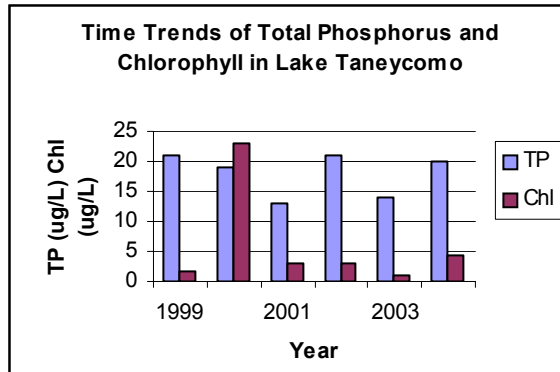 Time Trends of Total Phosphorus and
Chlorophyll in Lake Taneycomo
TP (ug/L) Chl
(ug/L)
25
20
15
10
5
0
1999
2001
2003
Year
TP
Chl